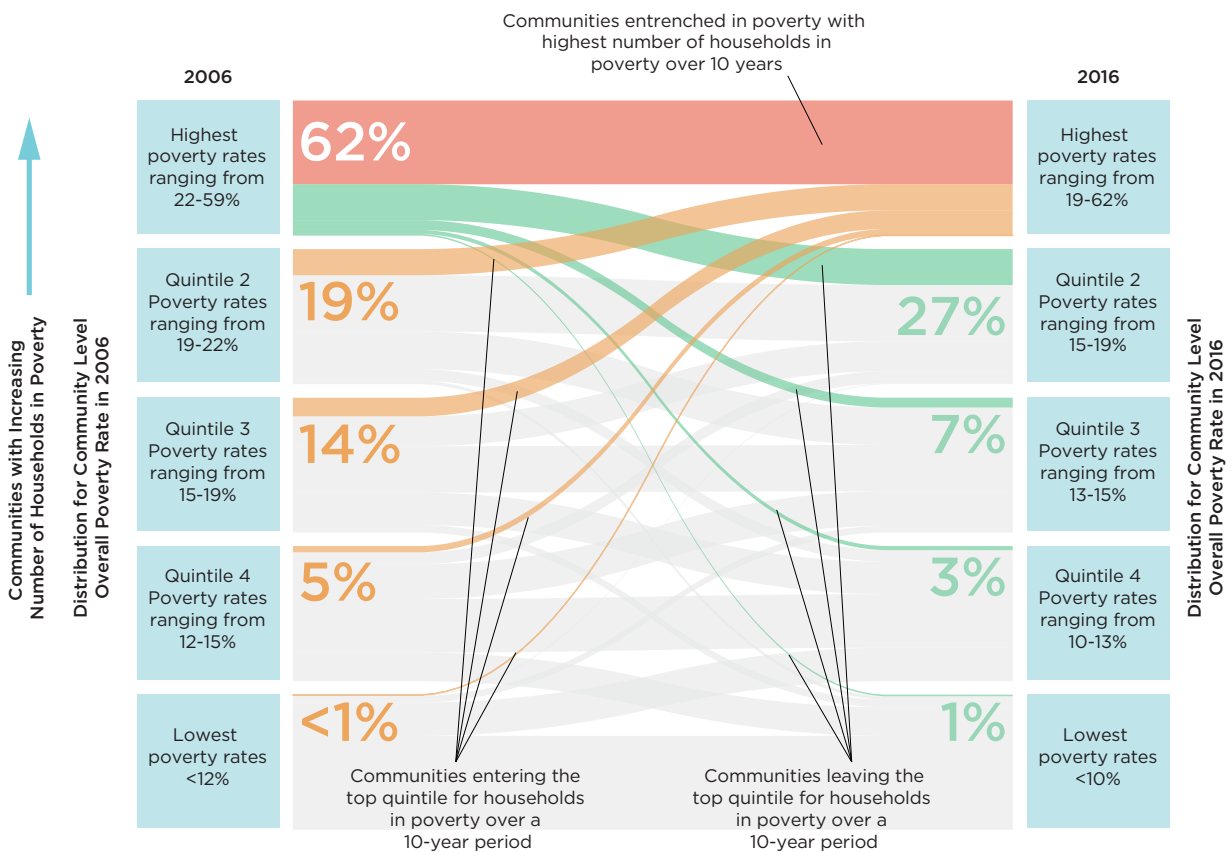 Communities entrenched in poverty with
highest number of households in
poverty over 10 years
2006
2016
Communities with Increasing
Number of Households in Poverty
Distribution for Community Level
Overall Poverty Rate in 2006
Highest
poverty rates
ranging from
22-59%
62%
Highest
poverty rates
ranging from
19-62%
Quintile 2
Poverty rates
ranging from
19-22%
19%
27%
Quintile 2
Poverty rates
ranging from
15-19%
Quintile 3
Poverty rates
ranging from
15-19%
14%
7%
Quintile 3
Poverty rates
ranging from
13-15%
Quintile 4
Poverty rates
ranging from
12-15%
5%
3%
Quintile 4
Poverty rates
ranging from
10-13%
Lowest
poverty rates
<12%
<1%
1%
Lowest
poverty rates
<10%
Distribution for Community Level
Overall Poverty Rate in 2016
Communities entering the
top quintile for households
in poverty over a
10-year period
Communities leaving the
top quintile for households
in poverty over a
10-year period